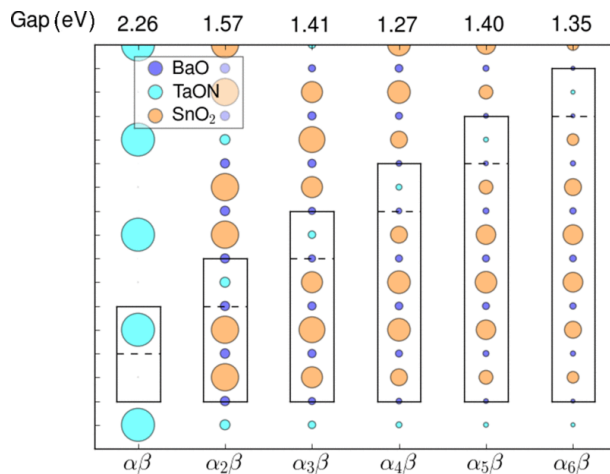 Gap (eV) 2.26 1.57 1.41 1.27 1.40 1.35
BaO
TaON
SnO₂
αβ α₂β α₃β α₄β α₅β α₆β